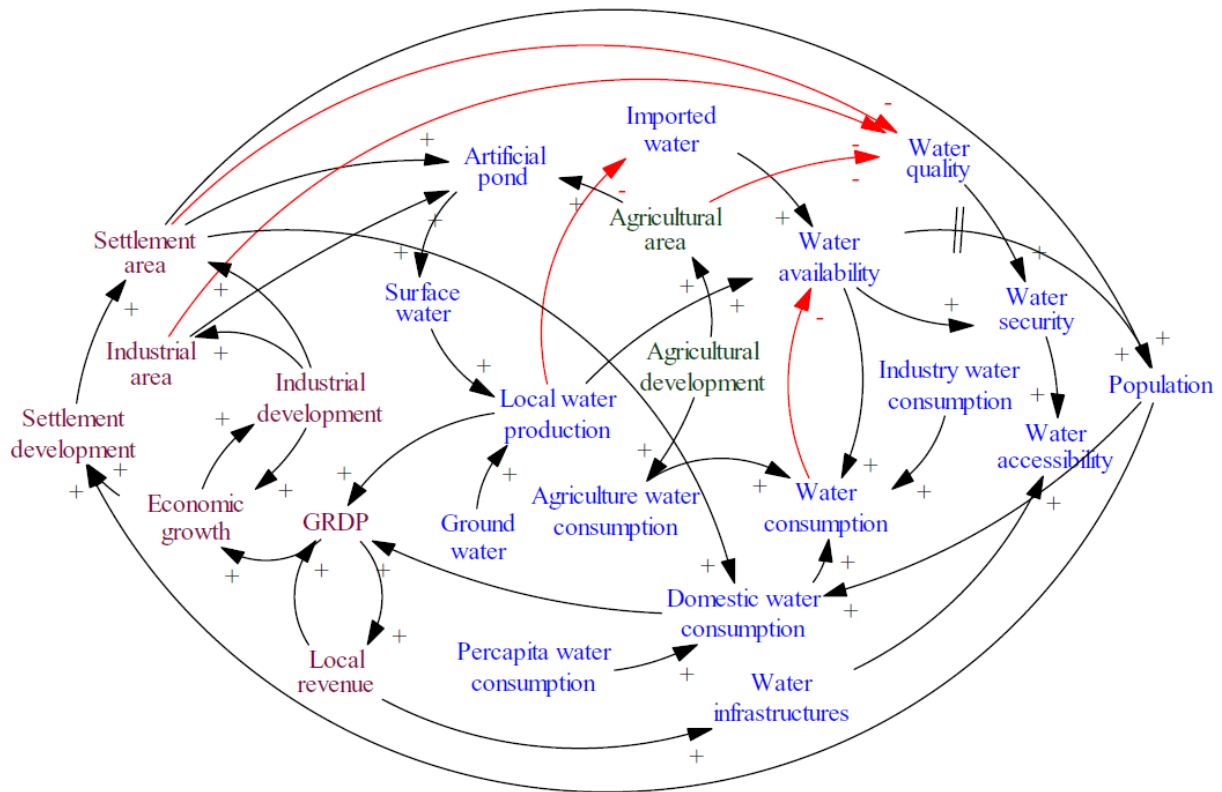 Imported
water
Water
quality
Artificial
pond
Agricultural
area
Settlement
area
Water
availability
Surface
water
Water
security
Industrial
area
Industrial
development
Agricultural
development
Industry water
consumption
Population
Settlement
development
Local water
production
Water
accessibility
Economic
growth
GRDP
Ground
water
Agriculture water
consumption
Water
consumption
Domestic water
consumption
Local
revenue
Percapita water
consumption
Water
infrastructures